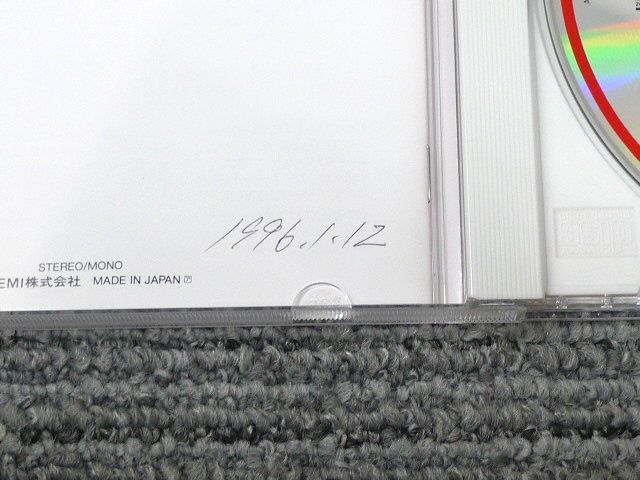 1996.1.12
STEREO/MONO
EMI株式会社 MADE IN JAPAN